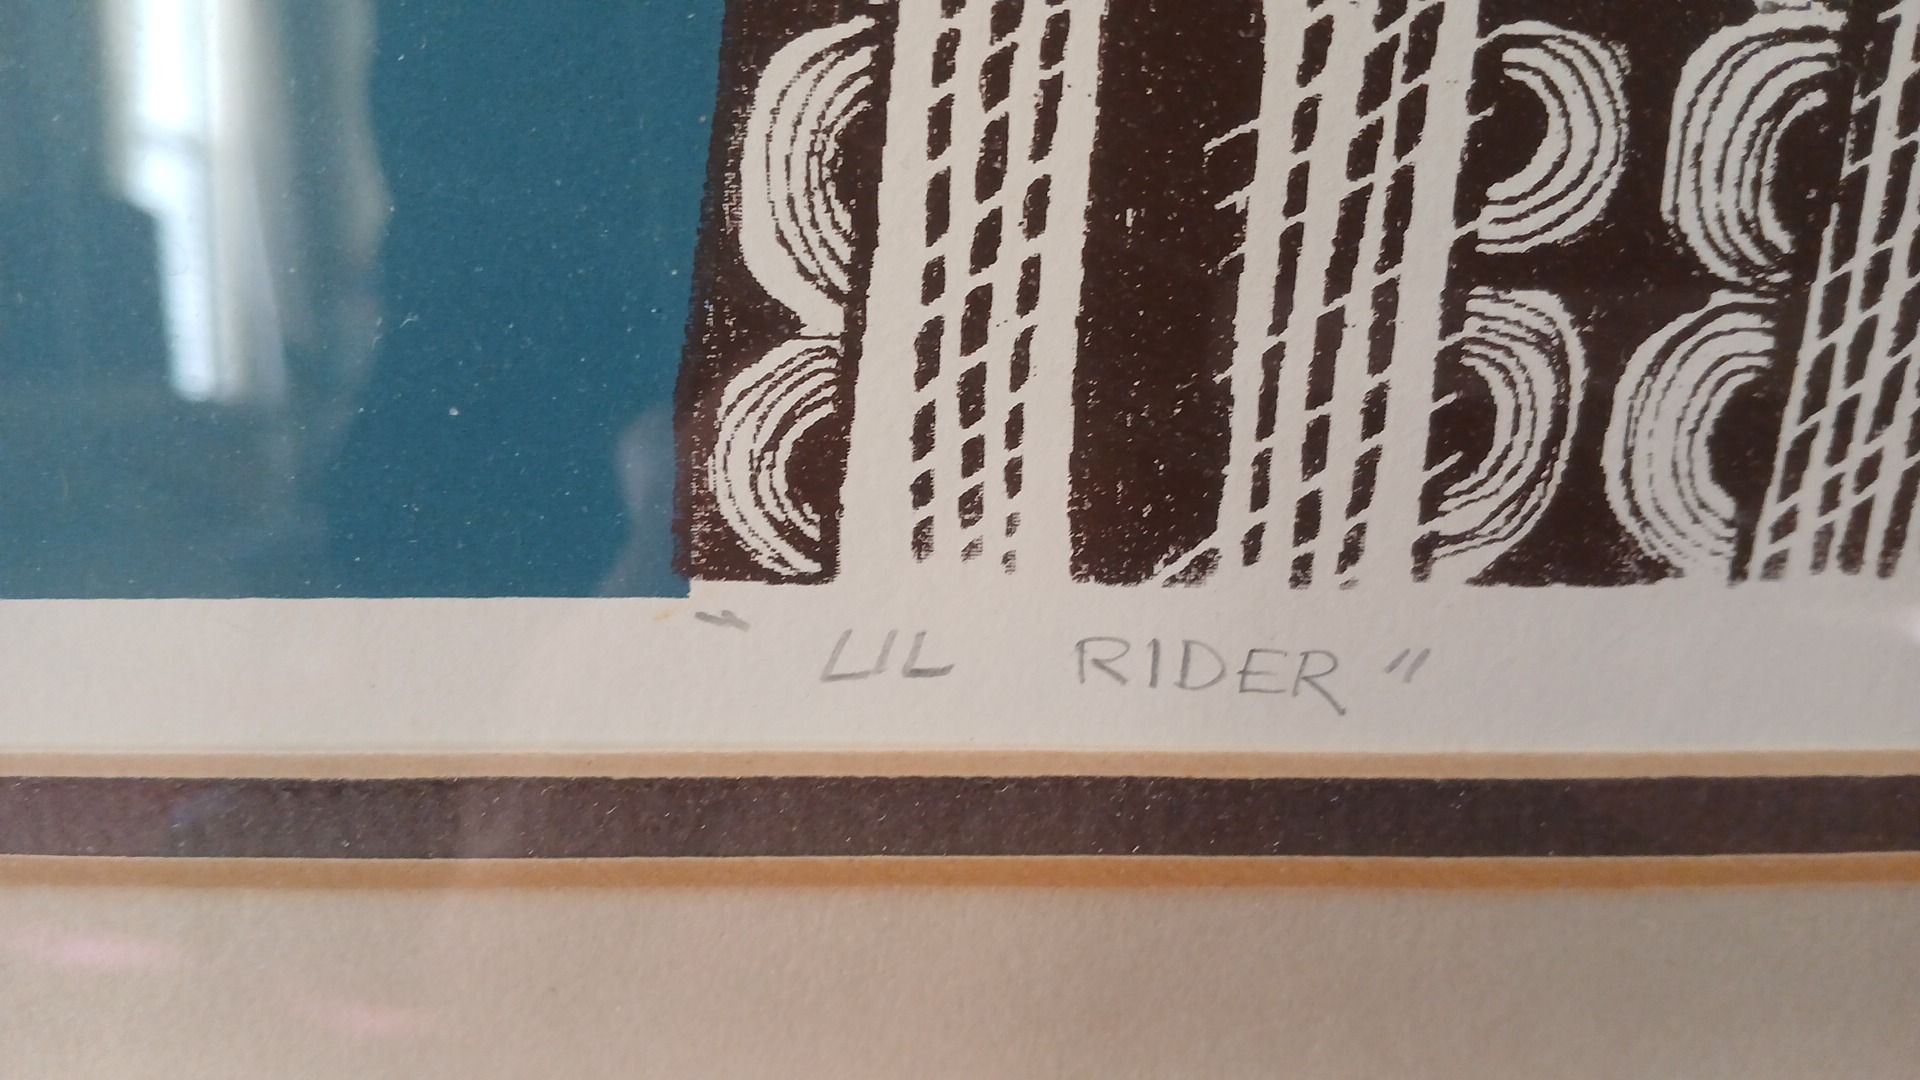 " LIL RIDER "